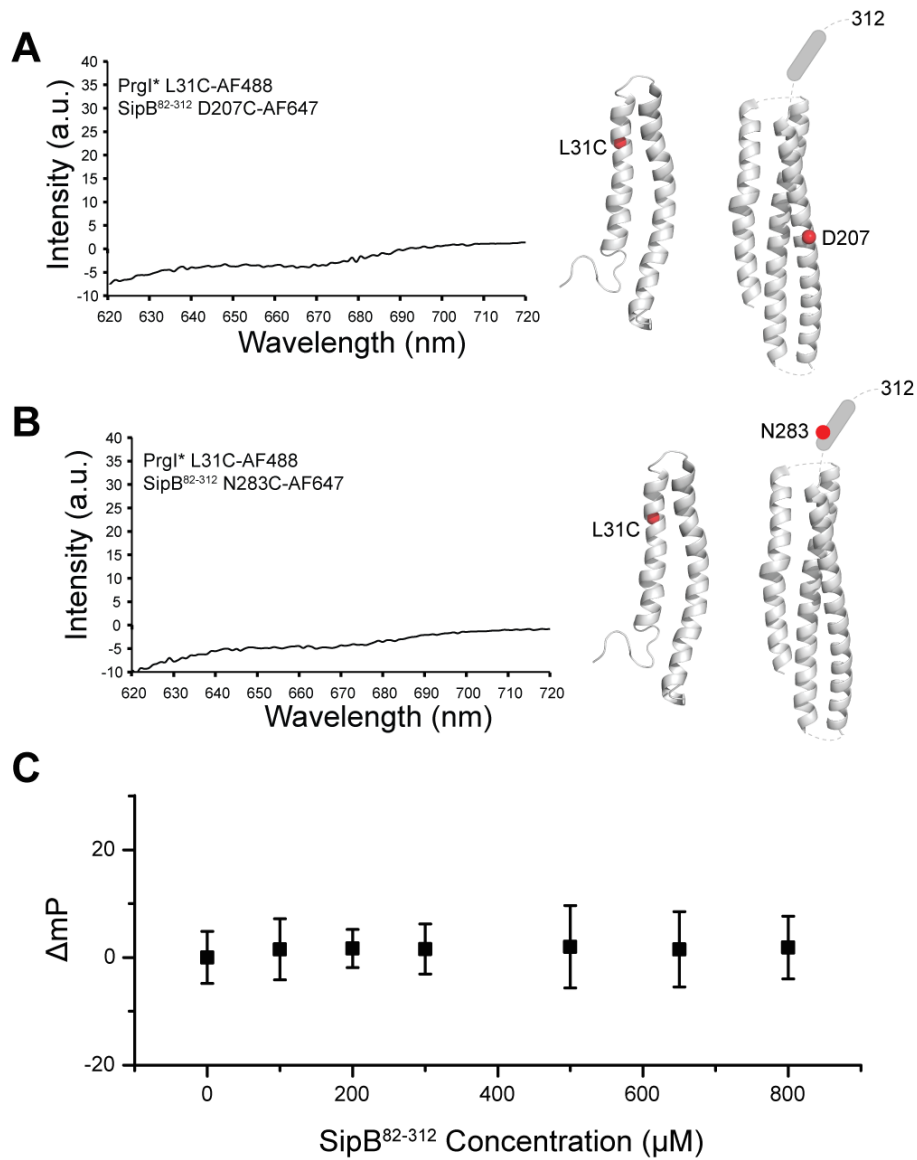 A
40
35
30
25
20
15
10
5
0
-5
-10
Intensity (a.u.)
PrgI* L31C-AF488
SipB82-312 D207C-AF647
620 630 640 650 660 670 680 690 700 710 720
Wavelength (nm)
L31C
312
D207
B
40
35
30
25
20
15
10
5
0
-5
-10
Intensity (a.u.)
PrgI* L31C-AF488
SipB82-312 N283C-AF647
620 630 640 650 660 670 680 690 700 710 720
Wavelength (nm)
L31C
312
N283
C
20
0
-20
ΔmP
0 200 400 600 800
SipB82-312 Concentration (µM)